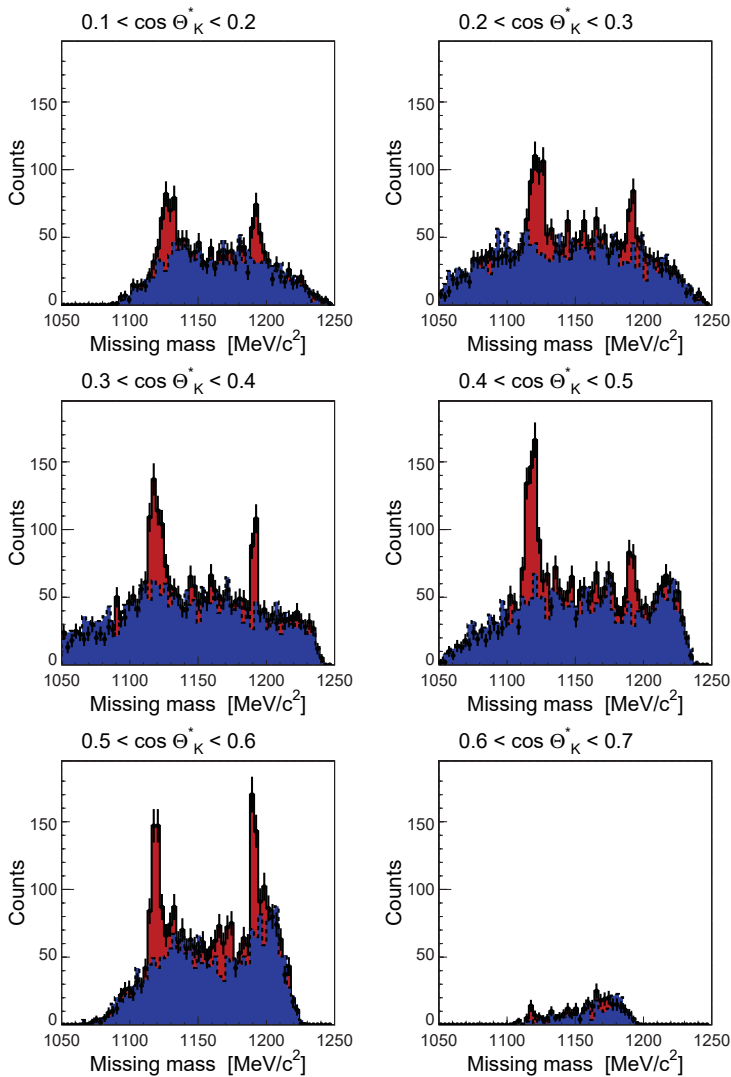 0.1 < cos Θ*K < 0.2
0.2 < cos Θ*K < 0.3
Counts
150
100
50
0
1050 1100 1150 1200 1250
Missing mass [MeV/c2]
Counts
150
100
50
0
1050 1100 1150 1200 1250
Missing mass [MeV/c2]
0.3 < cos Θ*K < 0.4
0.4 < cos Θ*K < 0.5
Counts
150
100
50
0
1050 1100 1150 1200 1250
Missing mass [MeV/c2]
Counts
150
100
50
0
1050 1100 1150 1200 1250
Missing mass [MeV/c2]
0.5 < cos Θ*K < 0.6
0.6 < cos Θ*K < 0.7
Counts
150
100
50
0
1050 1100 1150 1200 1250
Missing mass [MeV/c2]
Counts
150
100
50
0
1050 1100 1150 1200 1250
Missing mass [MeV/c2]